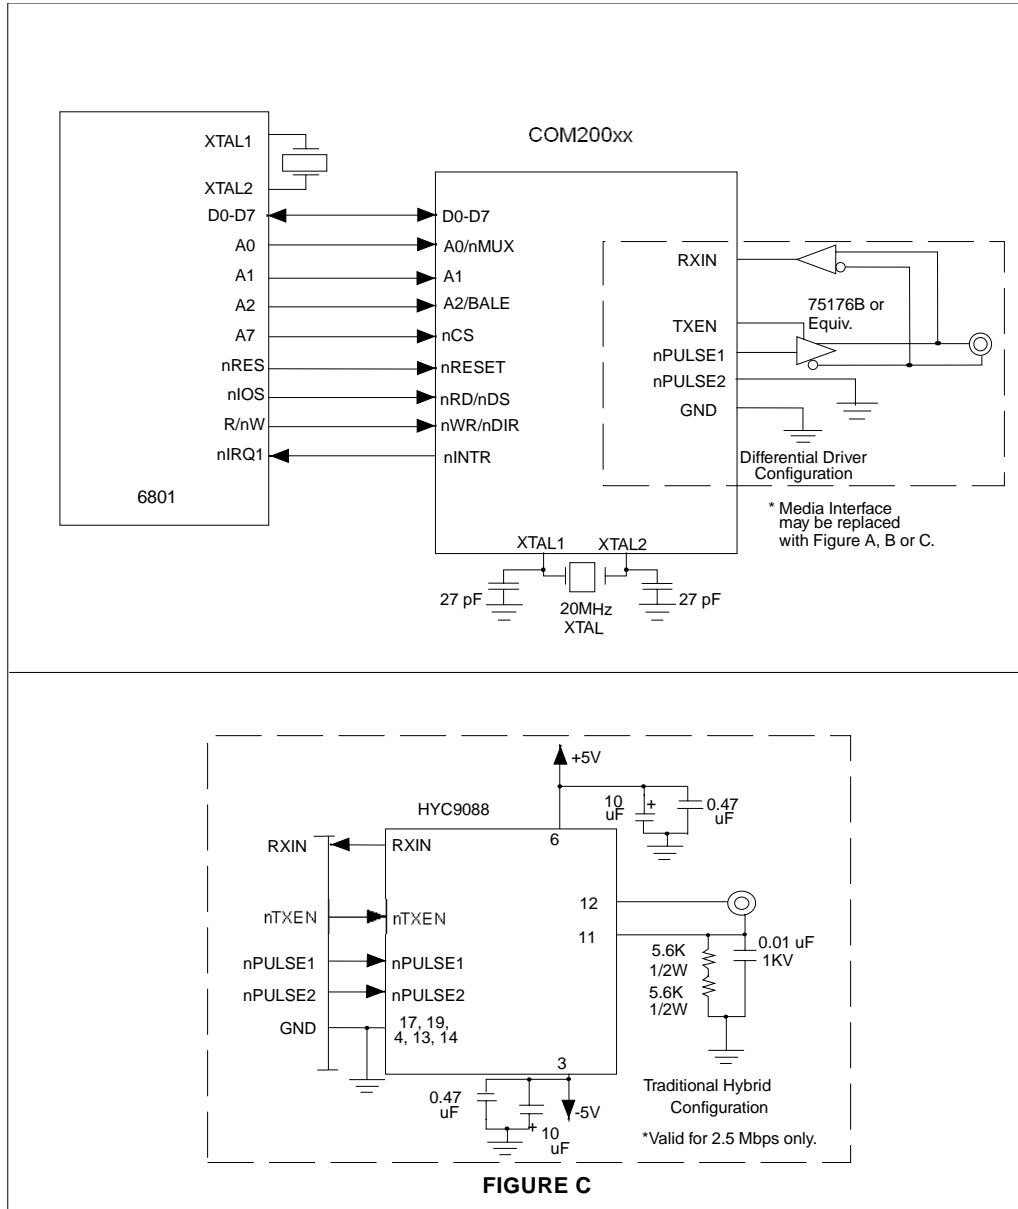 COM200xx
XTAL1
XTAL2
D0-D7
A0
A1
A2
A7
nRES
nIOS
R/nW
nIRQ1
6801
D0-D7
A0/nMUX
A1
A2/BALE
nCS
nRESET
nRD/nDS
nWR/nDIR
nINTR
RXIN
TXEN
nPULSE1
nPULSE2
GND
75176B or
Equiv.
Differential Driver
Configuration
* Media Interface
may be replaced
with Figure A, B or C.
XTAL1
XTAL2
27 pF
20MHz
XTAL
27 pF
+5V
10
uF
+
0.47
uF
HYC9088
6
RXIN
nTXEN
nPULSE1
nPULSE2
GND
RXIN
nTXEN
nPULSE1
nPULSE2
17, 19,
4, 13, 14
12
11
5.6K
1/2W
5.6K
1/2W
0.01 uF
1KV
3
0.47
uF
+
10
uF
-5V
Traditional Hybrid
Configuration
*Valid for 2.5 Mbps only.
FIGURE C